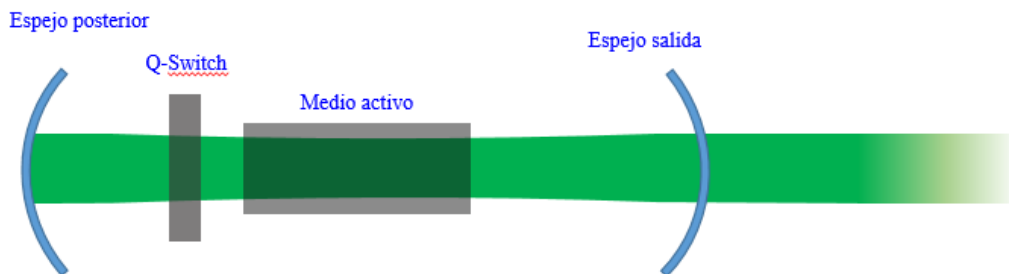 Espejo posterior
Q-Switch
Medio activo
Espejo salida